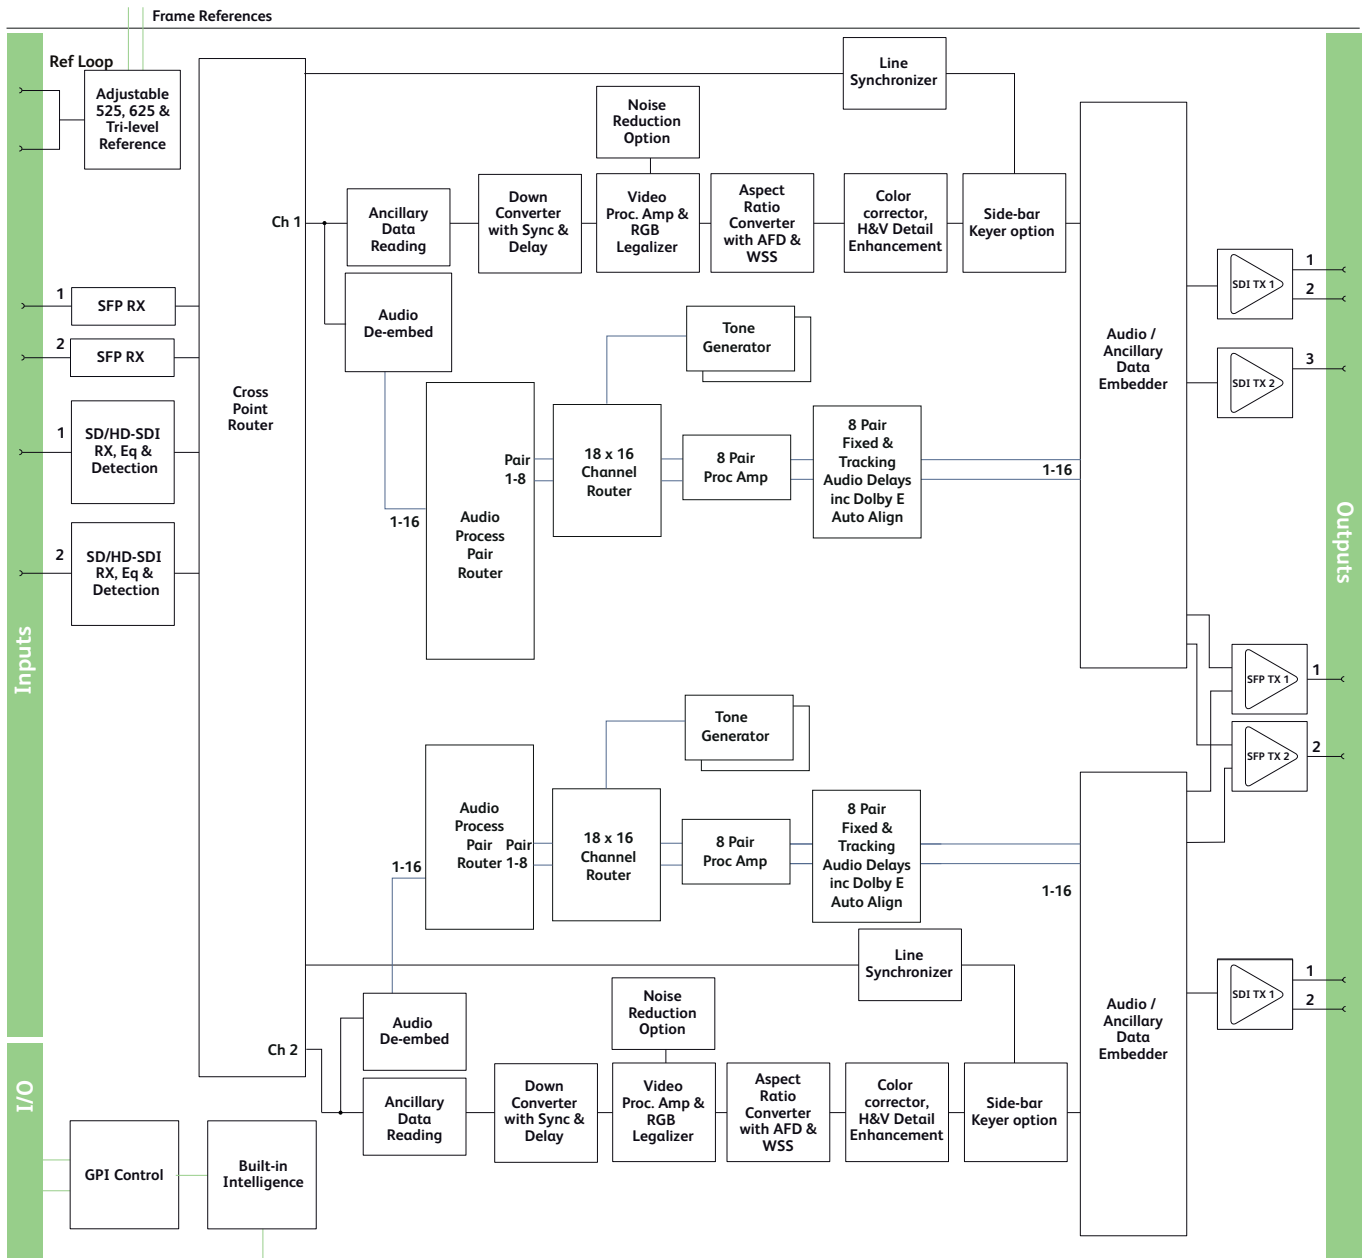 Frame References
Ref Loop
Adjustable
525, 625 &
Tri-level
Reference
Line
Synchronizer
Noise
Reduction
Option
Ch 1
Ancillary
Data
Reading
Down
Converter
with Sync &
Delay
Video
Proc. Amp &
RGB
Legalizer
Aspect
Ratio
Converter
with AFD &
WSS
Color
corrector,
H&V Detail
Enhancement
Side-bar
Keyer option
1
SFP RX
2
SFP RX
1
SD/HD-SDI
RX, Eq &
Detection
2
SD/HD-SDI
RX, Eq &
Detection
Inputs
Cross
Point
Router
Audio
De-embed
Tone
Generator
1-16
Audio
Process
Pair
Router
Pair
1-8
18 x 16
Channel
Router
8 Pair
Proc Amp
8 Pair
Fixed &
Tracking
Audio Delays
inc Dolby E
Auto Align
1-16
Audio /
Ancillary
Data
Embedder
SDI TX 1
1
2
SDI TX 2
3
Outputs
SFP TX 1
1
SFP TX 2
2
Tone
Generator
1-16
Audio
Process
Pair
Router
Pair
1-8
18 x 16
Channel
Router
8 Pair
Proc Amp
8 Pair
Fixed &
Tracking
Audio Delays
inc Dolby E
Auto Align
1-16
Line
Synchronizer
Noise
Reduction
Option
Audio
De-embed
Ch 2
Ancillary
Data
Reading
Down
Converter
with Sync &
Delay
Video
Proc. Amp &
RGB
Legalizer
Aspect
Ratio
Converter
with AFD &
WSS
Color
corrector,
H&V Detail
Enhancement
Side-bar
Keyer option
Audio /
Ancillary
Data
Embedder
SDI TX 1
1
2
I/O
GPI Control
Built-in
Intelligence